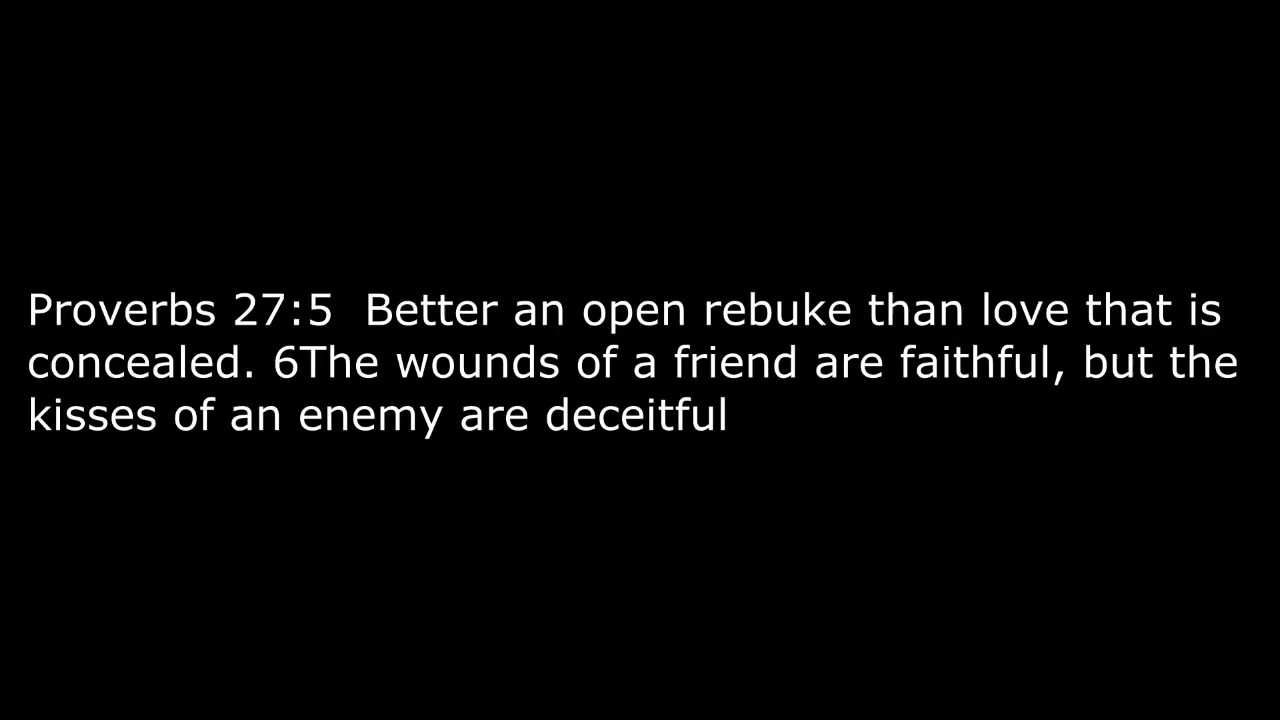 Proverbs 27:5  Better an open rebuke than love that is
concealed. 6The wounds of a friend are faithful, but the
kisses of an enemy are deceitful